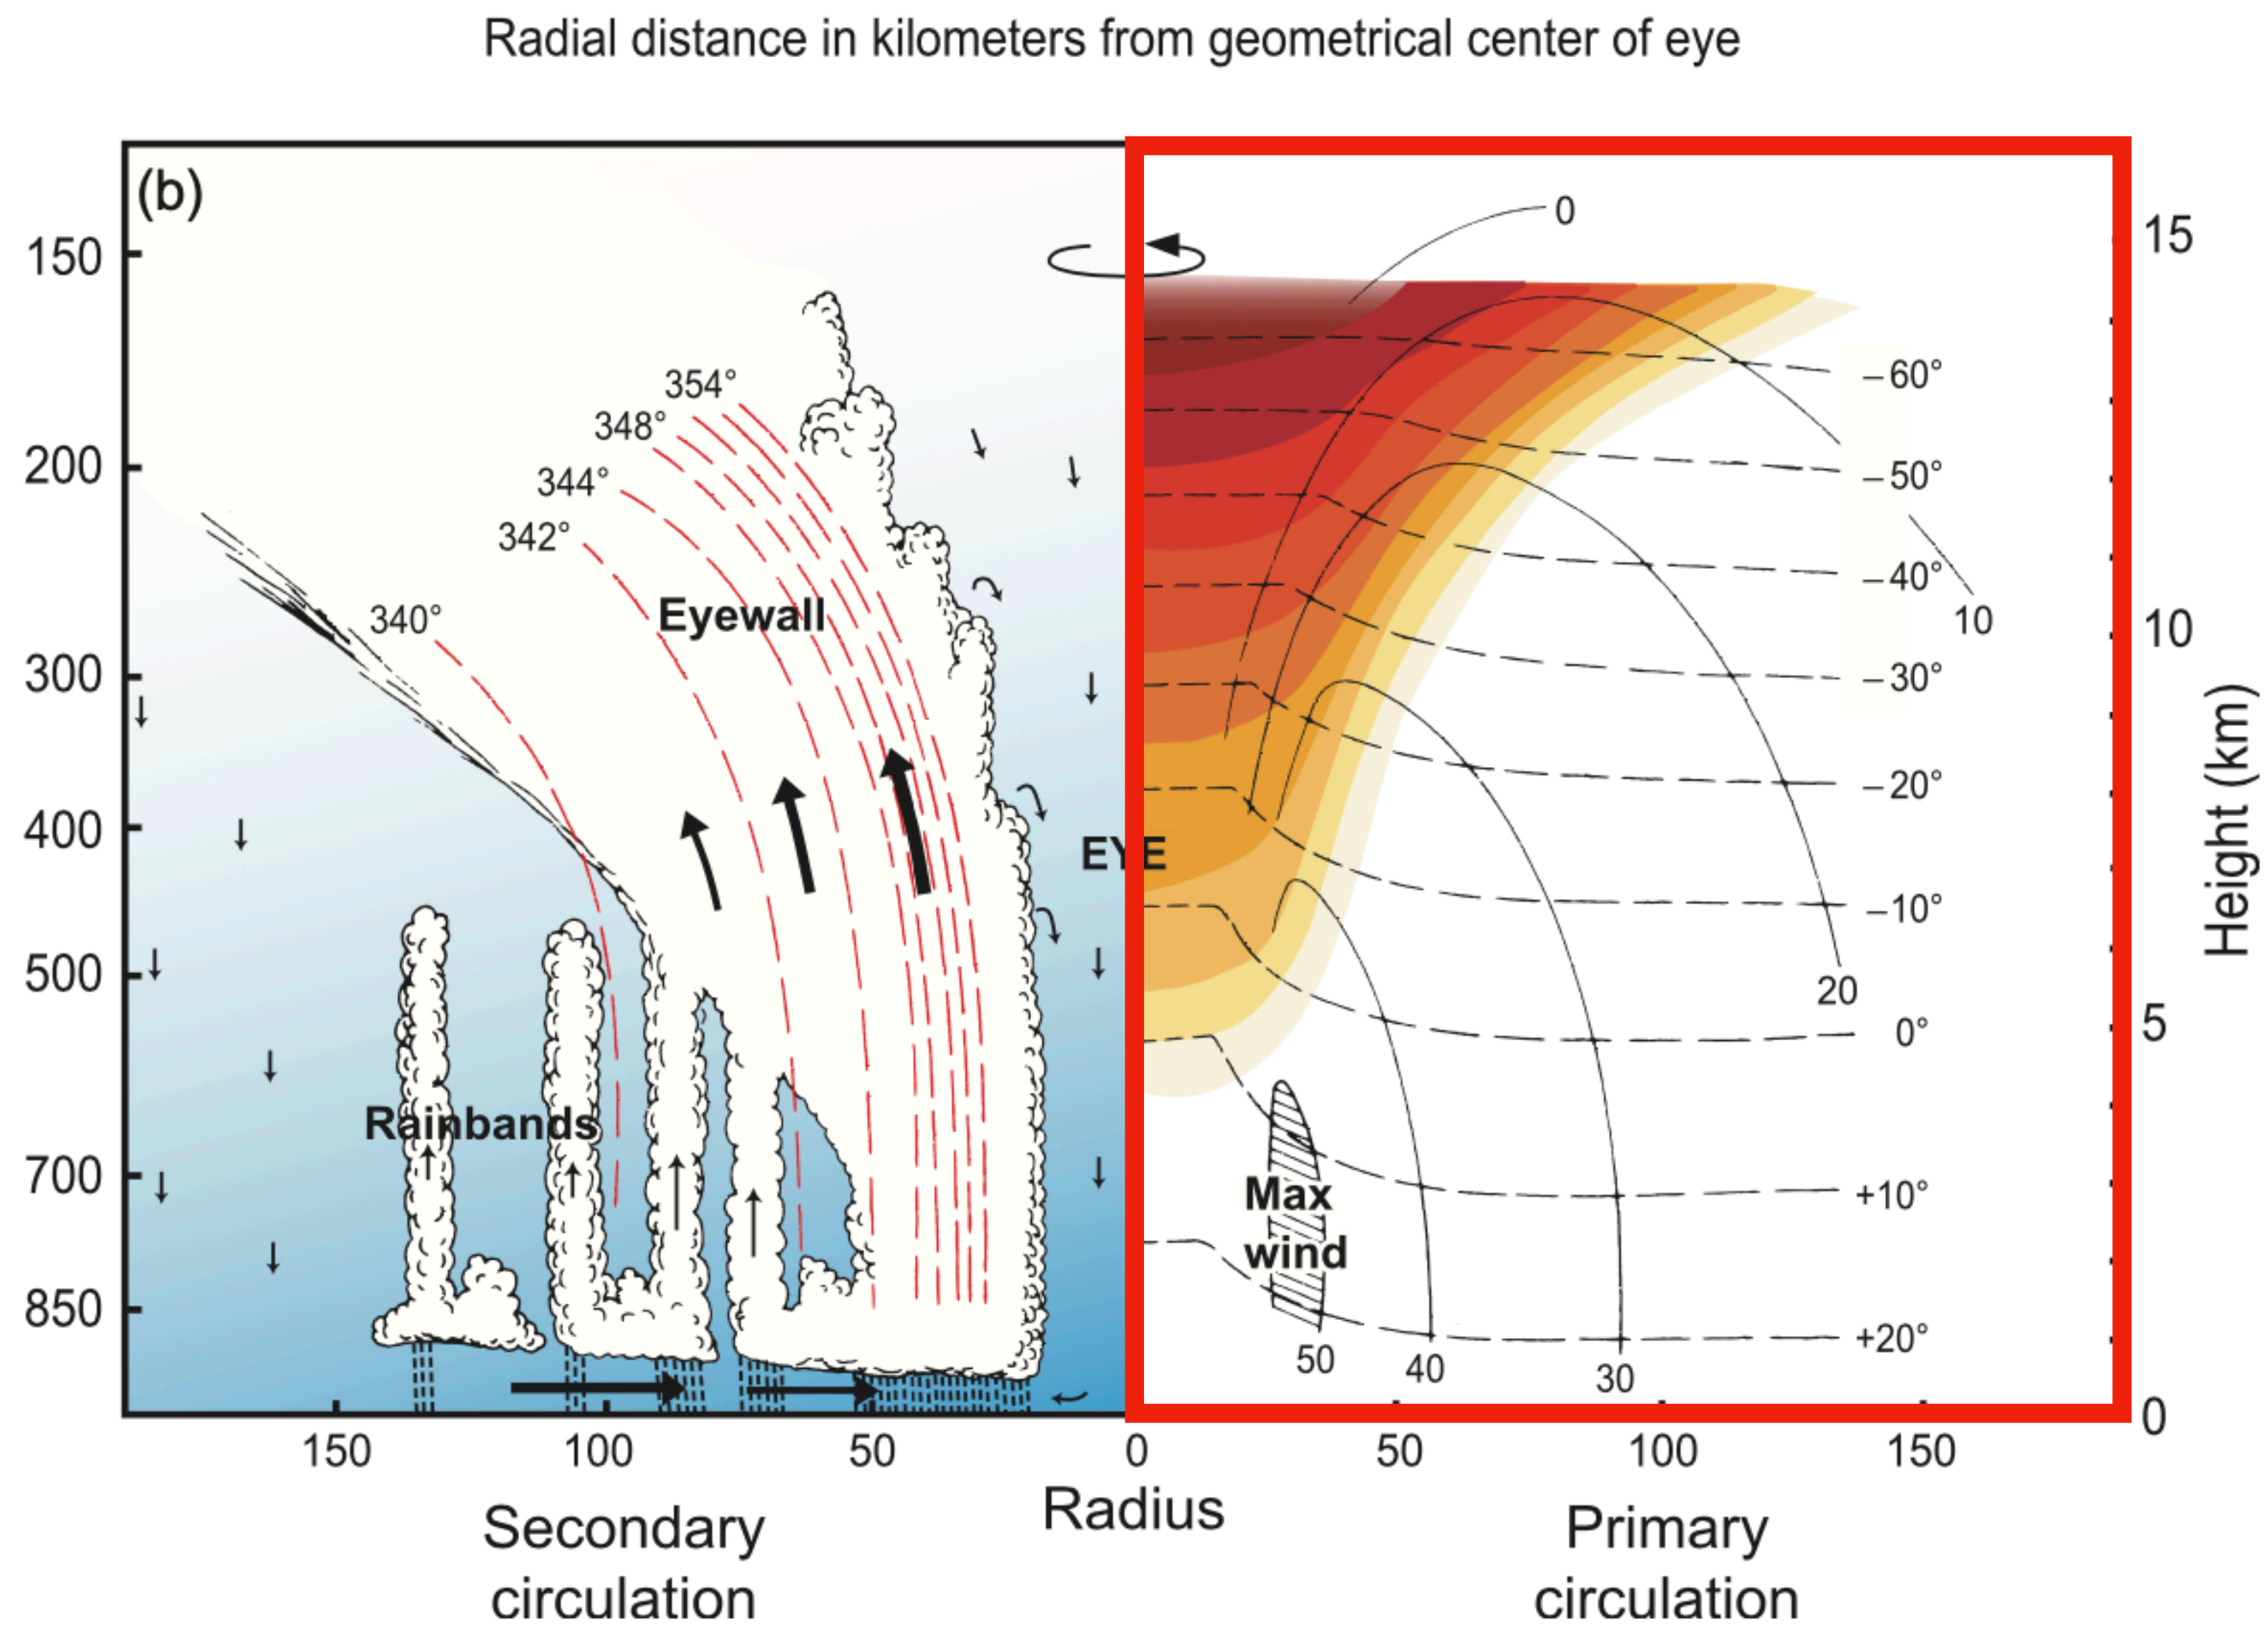 Radial distance in kilometers from geometrical center of eye
(b)
0
150
15
354°
–60°
348°
200
344°
–50°
342°
–40°
340°
Eyewall
10
10
300
–30°
Height (km)
–20°
400
EYE
–10°
500
20
5
0°
Rainbands
700
Max
+10°
wind
850
+20°
50
40
30
0
150
100
50
0
50
100
150
Radius
Secondary
circulation
Primary
circulation